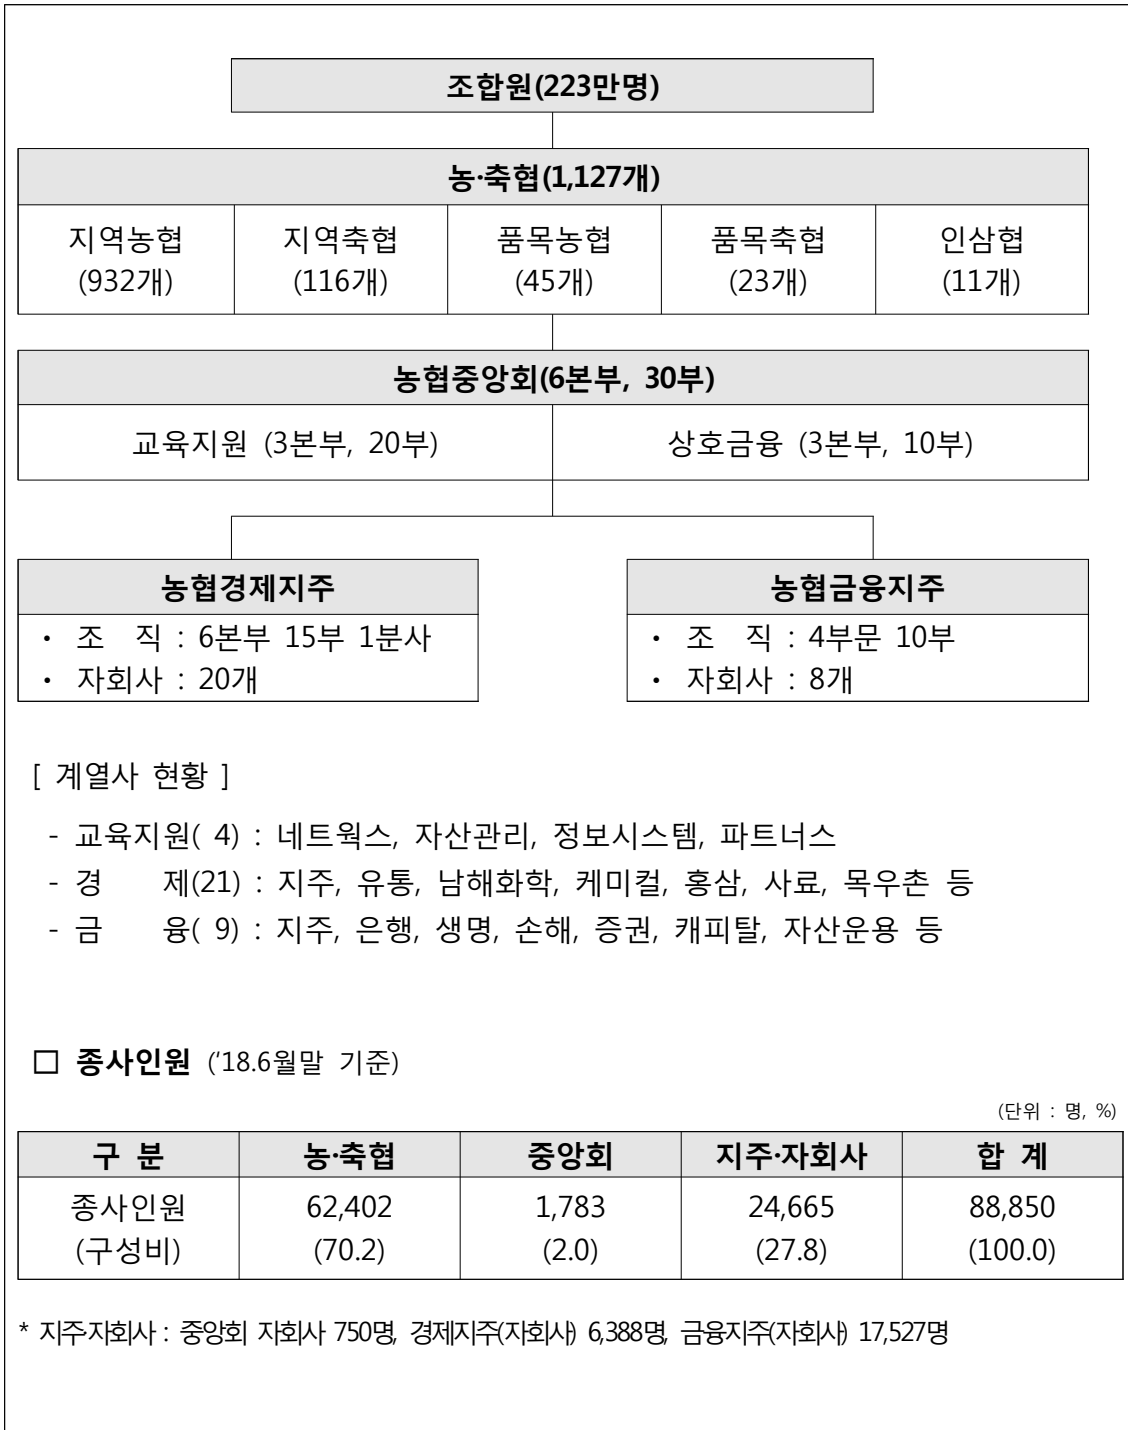 조합원(223만명)
농·축협(1,127개)
지역농협 지역축협 품목농협 품목축협 인삼협
(932개) (116개) (45개) (23개) (11개)
농협중앙회(6본부, 30부)
교육지원 (3본부, 20부) 상호금융 (3본부, 10부)
농협경제지주 농협금융지주
· 조 직 : 6본부 15부 1분사 · 조 직 : 4부문 10부
· 자회사 : 20개 · 자회사 : 8개
[ 계열사 현황 ]
- 교육지원( 4) : 네트웍스, 자산관리, 정보시스템, 파트너스
- 경 제(21) : 지주, 유통, 남해화학, 케미컬, 홍삼, 사료, 목우촌 등
- 금 융( 9) : 지주, 은행, 생명, 손해, 증권, 캐피탈, 자산운용 등
□ 종사인원 ('18.6월말 기준)
(단위 : 명, %)
구 분 농·축협 중앙회 지주·자회사 합 계
종사인원 62,402 1,783 24,665 88,850
(구성비) (70.2) (2.0) (27.8) (100.0)
* 지주·자회사 : 중앙회 자회사 750명, 경제지주(자회사) 6,388명, 금융지주(자회사) 17,527명